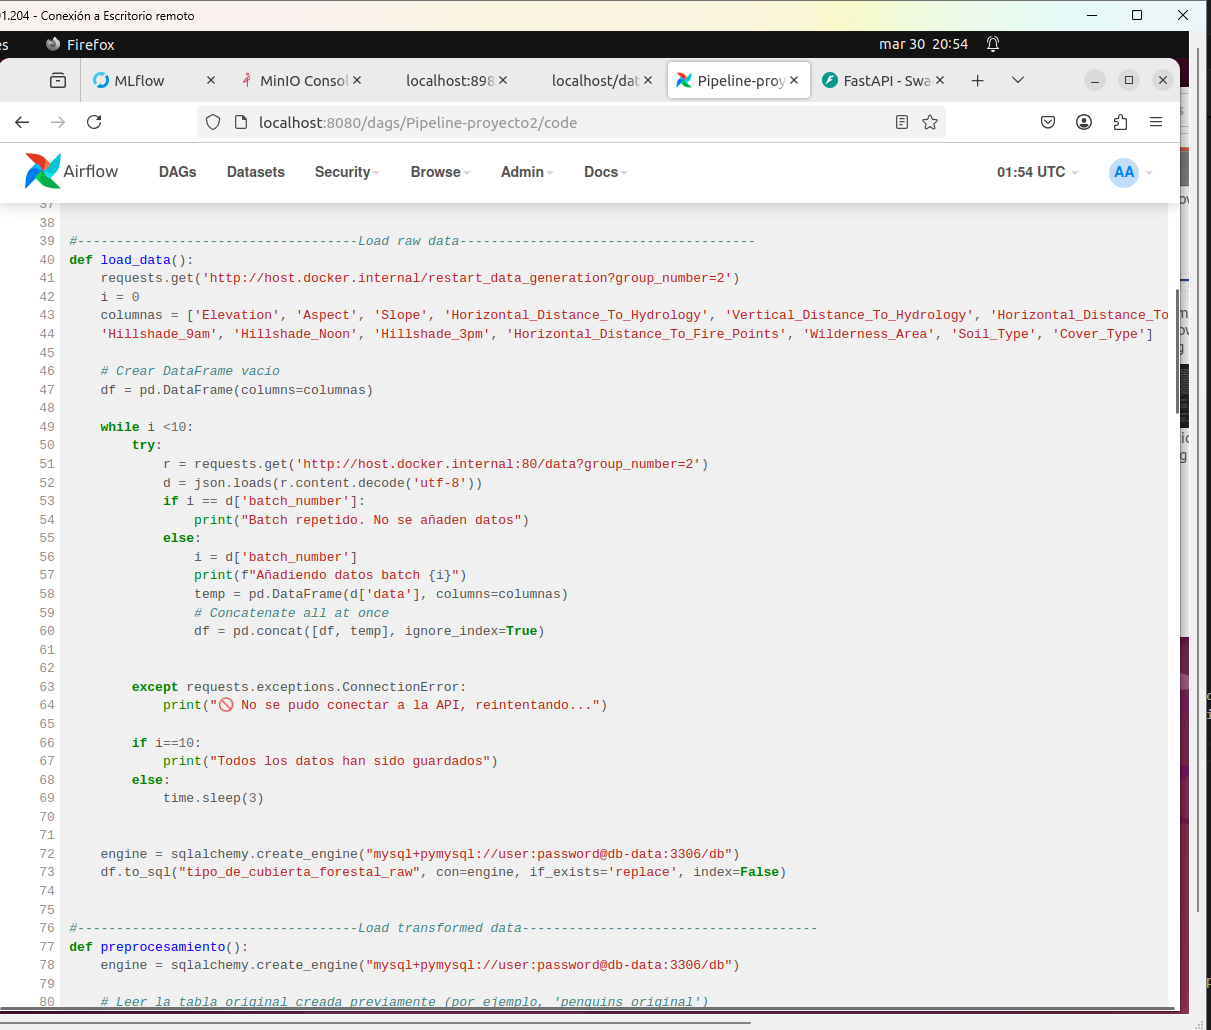 1.204 - Conexión a Escritorio remoto
es Firefox mar 30 20:54
MLflow MinIO Consol localhost:898 localhost/dat Pipeline-proy FastAPI - Swa
localhost:8080/dags/Pipeline-proyecto2/code
Airflow DAGs Datasets Security Browse Admin Docs 01:54 UTC AA
37
38
39 #------------------------------------Load raw data--------------------------------------
40 def load_data():
41 requests.get('http://host.docker.internal/restart_data_generation?group_number=2')
42 i = 0
43 columnas = ['Elevation', 'Aspect', 'Slope', 'Horizontal_Distance_To_Hydrology', 'Vertical_Distance_To_Hydrology', 'Horizontal_Distance_To
44 'Hillshade_9am', 'Hillshade_Noon', 'Hillshade_3pm', 'Horizontal_Distance_To_Fire_Points', 'Wilderness_Area', 'Soil_Type', 'Cover_Type']
45
46 # Crear DataFrame vacío
47 df = pd.DataFrame(columns=columnas)
48
49 while i <10:
50 try:
51 r = requests.get('http://host.docker.internal:80/data?group_number=2')
52 d = json.loads(r.content.decode('utf-8'))
53 if i == d['batch_number']:
54 print("Batch repetido. No se añaden datos")
55 else:
56 i = d['batch_number']
57 print(f"Añadiendo datos batch {i}")
58 temp = pd.DataFrame(d['data'], columns=columnas)
59 # Concatenate all at once
60 df = pd.concat([df, temp], ignore_index=True)
61
62
63 except requests.exceptions.ConnectionError:
64 print("🚫 No se pudo conectar a la API, reintentando...")
65
66 if i==10:
67 print("Todos los datos han sido guardados")
68 else:
69 time.sleep(3)
70
71
72 engine = sqlalchemy.create_engine("mysql+pymysql://user:password@db-data:3306/db")
73 df.to_sql("tipo_de_cubierta_forestal_raw", con=engine, if_exists='replace', index=False)
74
75
76 #------------------------------------Load transformed data--------------------------------------
77 def preprocesamiento():
78 engine = sqlalchemy.create_engine("mysql+pymysql://user:password@db-data:3306/db")
79
80 # Leer la tabla original creada previamente (por ejemplo, 'penguins_original')